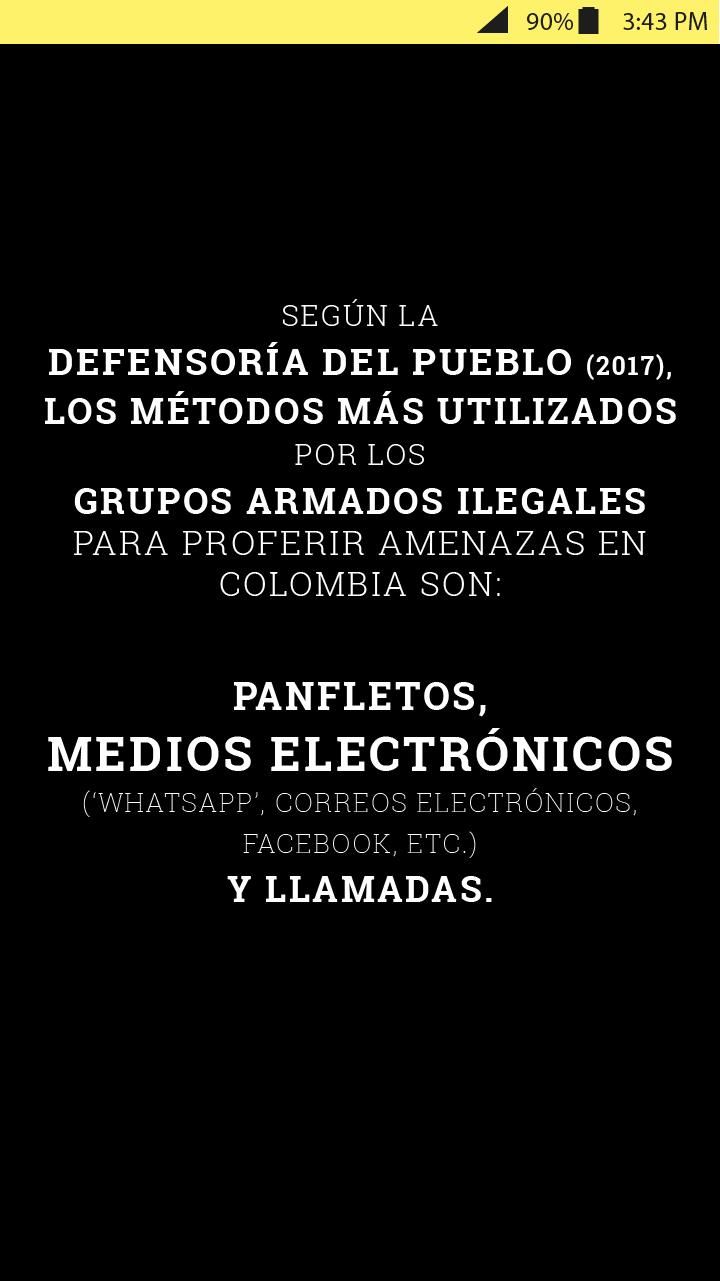 90% 3:43 PM
SEGÚN LA
DEFENSORÍA DEL PUEBLO (2017),
LOS MÉTODOS MÁS UTILIZADOS
POR LOS
GRUPOS ARMADOS ILEGALES
PARA PROFERIR AMENAZAS EN
COLOMBIA SON:
PANFLETOS,
MEDIOS ELECTRÓNICOS
(‘WHATSAPP’, CORREOS ELECTRÓNICOS,
FACEBOOK, ETC.)
Y LLAMADAS.